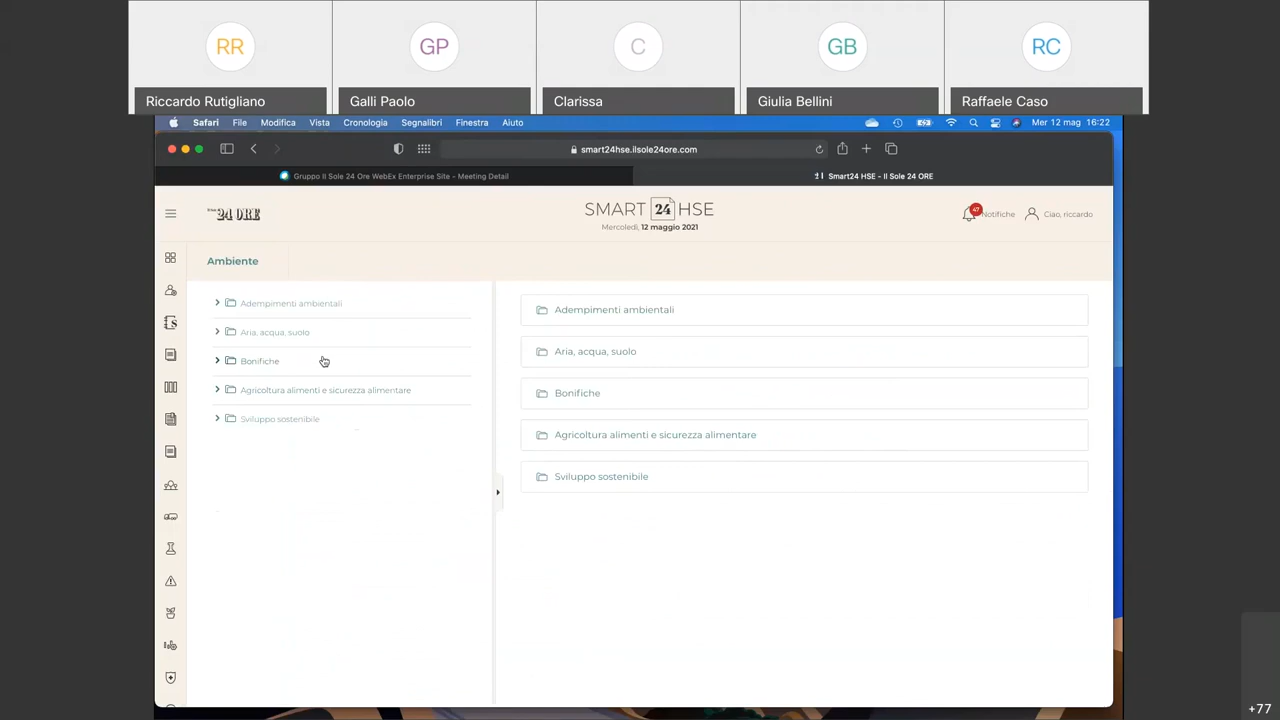 RR
GP
C
GB
RC
Riccardo Rutigliano
Galli Paolo
Clarissa
Giulia Bellini
Raffaele Caso
Safari File Modifica Vista Cronologia Segnalibri Finestra Aiuto
Mer 12 mag 16:22
smart24hse.ilsole24ore.com
Gruppo Il Sole 24 Ore WebEx Enterprise Site - Meeting Detail
Smart24 HSE - Il Sole 24 ORE
24 ORE
SMART 24 HSE
Mercoledì, 12 maggio 2021
47
Notifiche
Ciao, riccardo
Ambiente
Adempimenti ambientali
Aria, acqua, suolo
Bonifiche
Agricoltura alimenti e sicurezza alimentare
Sviluppo sostenibile
Adempimenti ambientali
Aria, acqua, suolo
Bonifiche
Agricoltura alimenti e sicurezza alimentare
Sviluppo sostenibile
+77